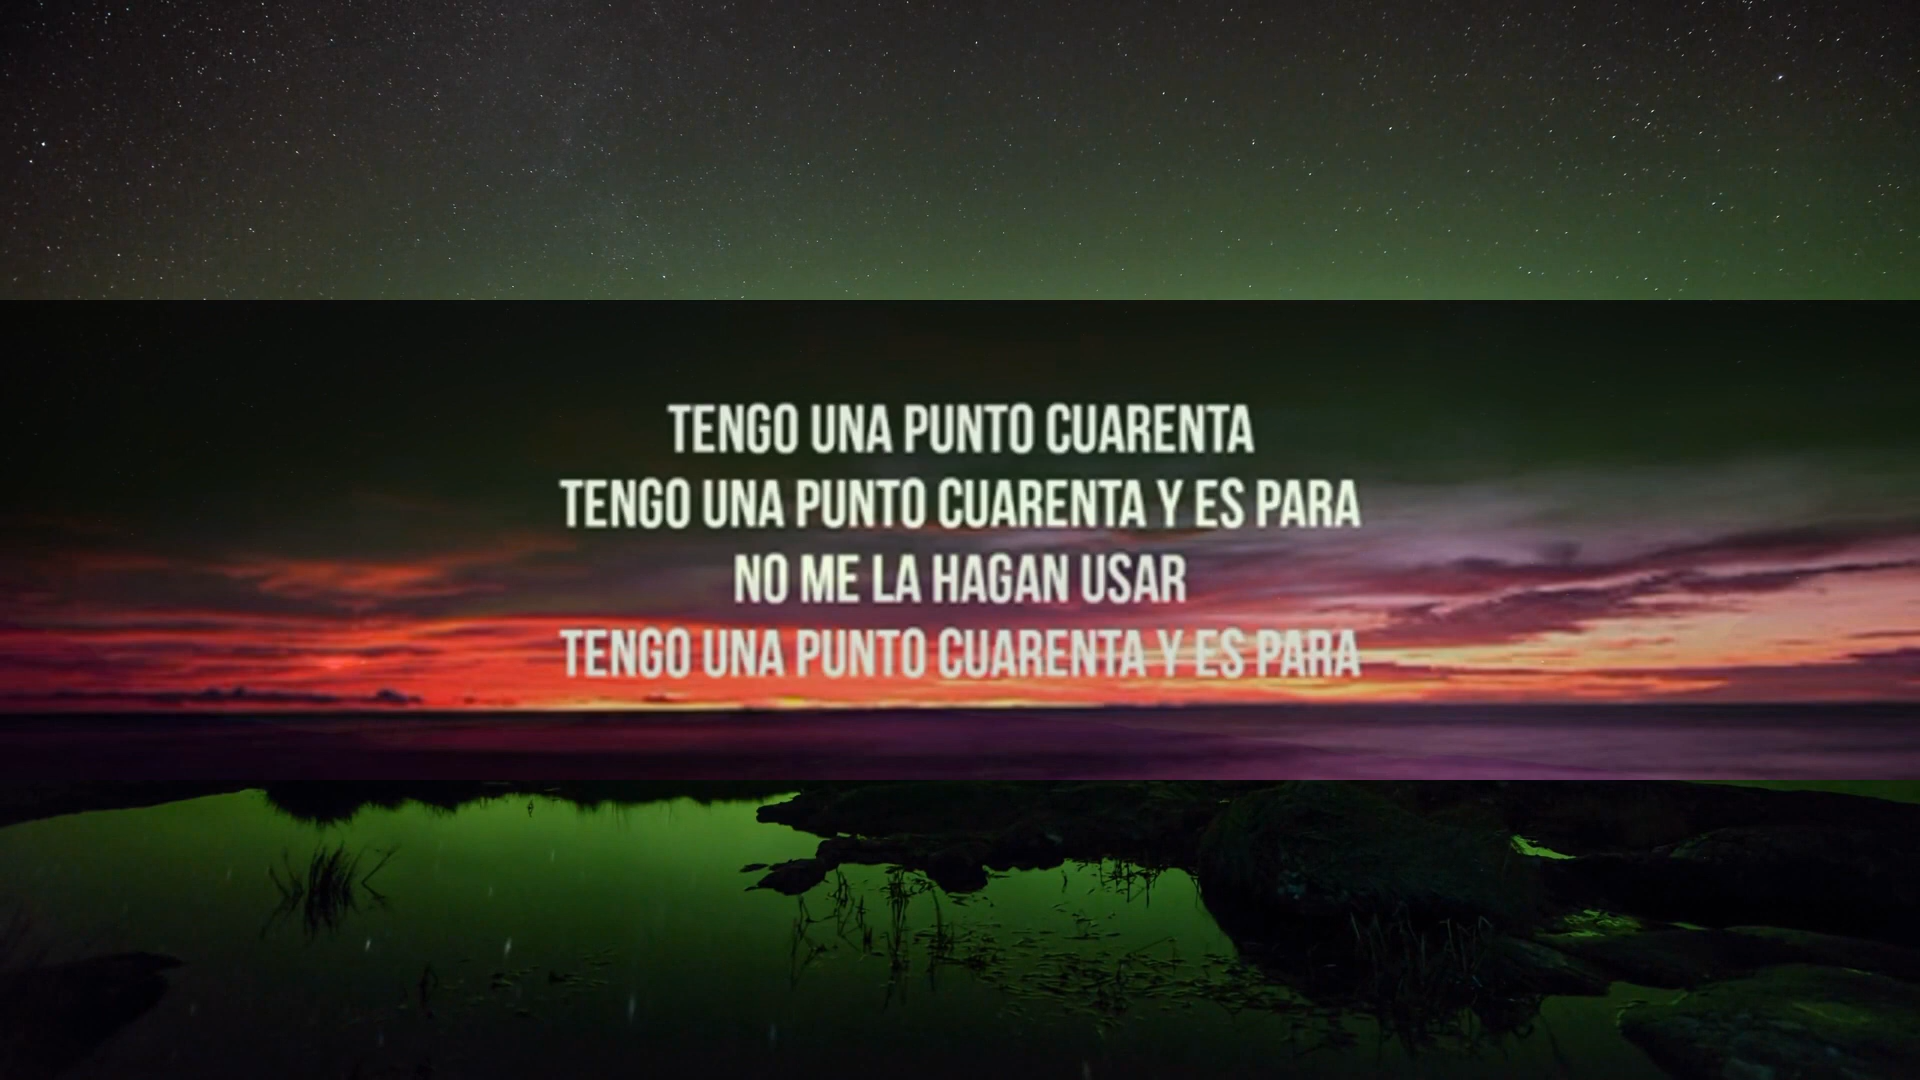 TENGO UNA PUNTO CUARENTA
TENGO UNA PUNTO CUARENTA Y ES PARA
NO ME LA HAGAN USAR
TENGO UNA PUNTO CUARENTA Y ES PARA